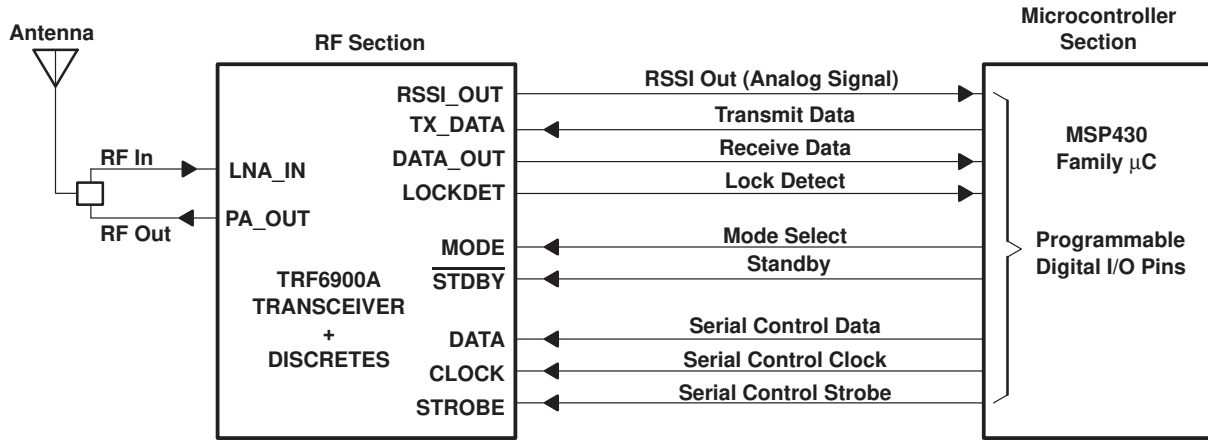 Antenna
RF Section
Microcontroller
Section
RSSI_OUT
RSSI Out (Analog Signal)
TX_DATA
Transmit Data
DATA_OUT
Receive Data
LOCKDET
Lock Detect
RF In
LNA_IN
PA_OUT
RF Out
MODE
Mode Select
STDBY
Standby
TRF6900A
TRANSCEIVER
+
DISCRETES
DATA
Serial Control Data
CLOCK
Serial Control Clock
STROBE
Serial Control Strobe
MSP430
Family μC
Programmable
Digital I/O Pins